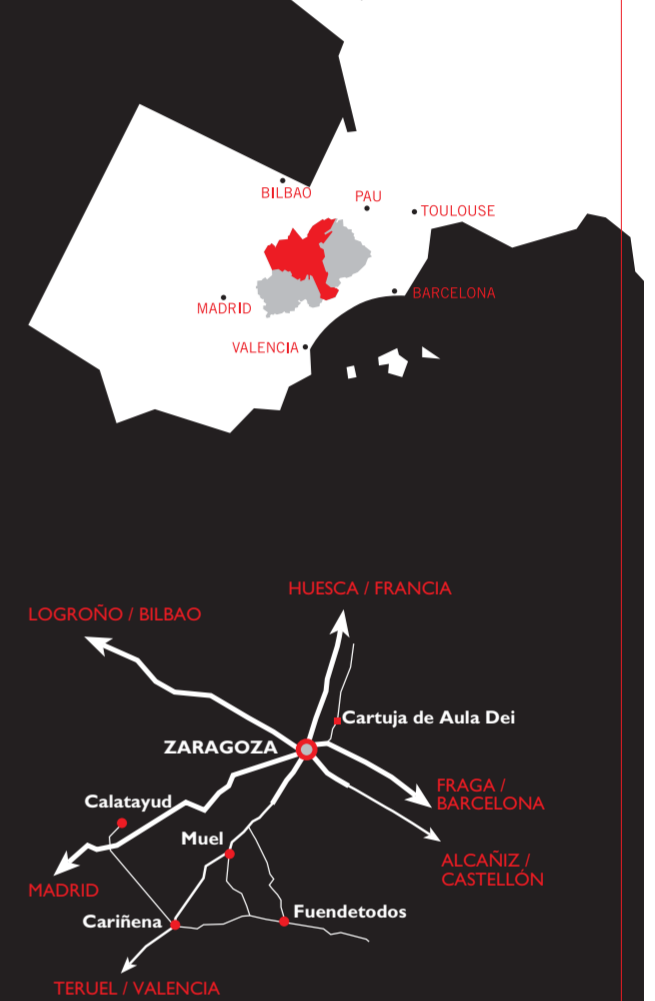 BILBAO
PAU
TOULOUSE
MADRID
BARCELONA
VALENCIA
HUESCA / FRANCIA
LOGROÑO / BILBAO
Cartuja de Aula Dei
ZARAGOZA
FRAGA /
BARCELONA
Calatayud
Muel
ALCAÑIZ /
CASTELLÓN
MADRID
Fuendetodos
Cariñena
TERUEL / VALENCIA